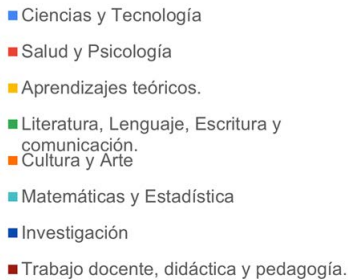 Ciencias y Tecnología
Salud y Psicología
Aprendizajes teóricos.
Literatura, Lenguaje, Escritura y
comunicación.
Cultura y Arte
Matemáticas y Estadística
Investigación
Trabajo docente, didáctica y pedagogía.